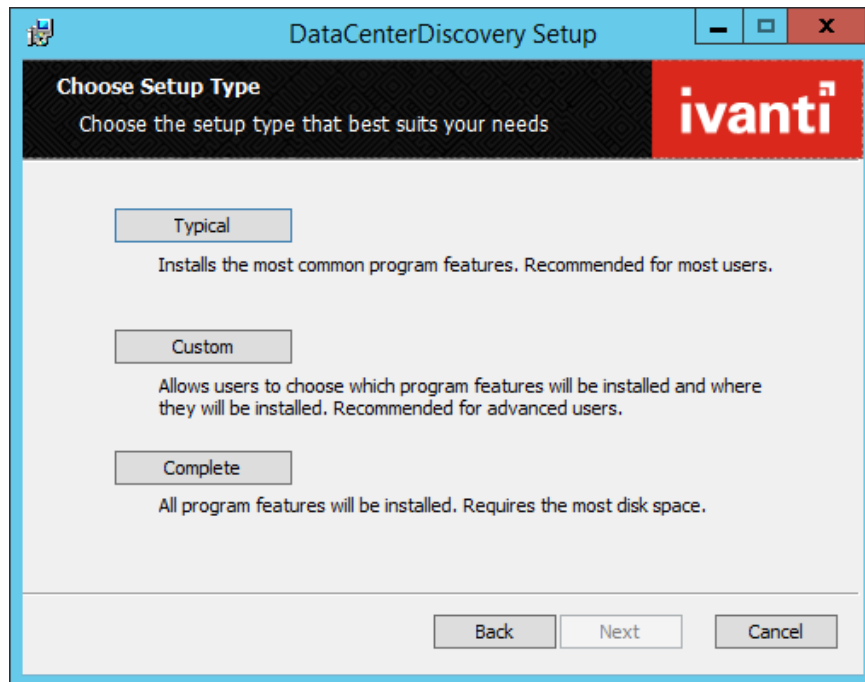 DataCenterDiscovery Setup
Choose Setup Type
Choose the setup type that best suits your needs
ivanti
Typical
Installs the most common program features. Recommended for most users.
Custom
Allows users to choose which program features will be installed and where
they will be installed. Recommended for advanced users.
Complete
All program features will be installed. Requires the most disk space.
Back Next Cancel